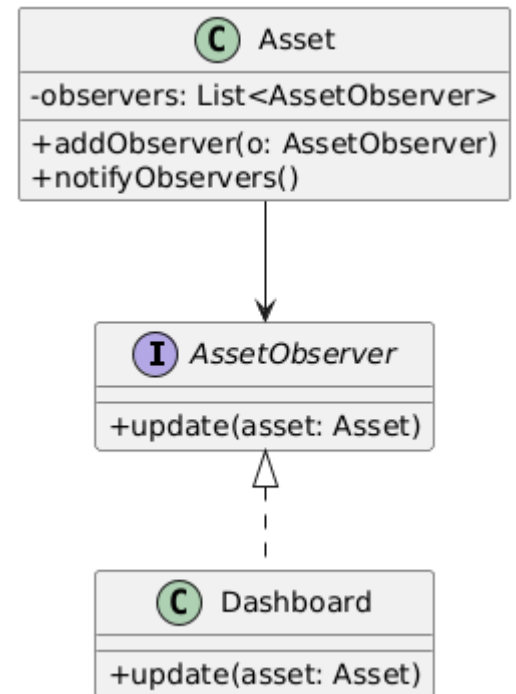 C Asset
-observers: List<AssetObserver>
+addObserver(o: AssetObserver)
+notifyObservers()
I AssetObserver
+update(asset: Asset)
C Dashboard
+update(asset: Asset)